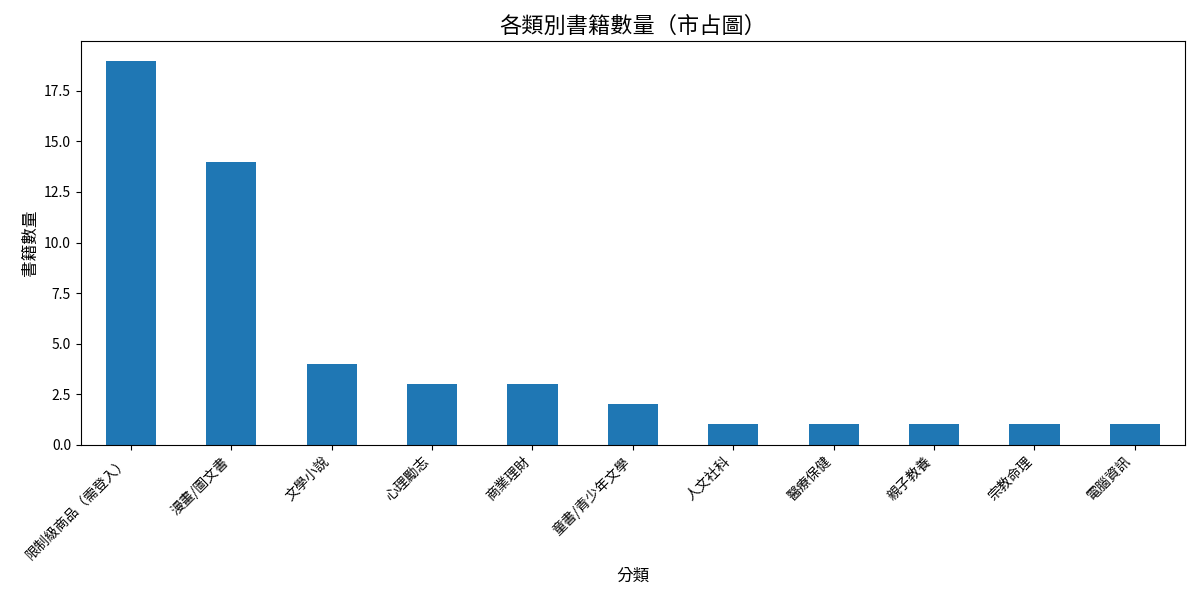 各類別書籍數量（市占圖）
書籍數量
17.5
15.0
12.5
10.0
7.5
5.0
2.5
0.0
限制級商品（需登入）
漫畫/圖文書
文學小說
心理勵志
商業理財
童書/青少年文學
人文社科
醫療保健
親子教養
宗教命理
電腦資訊
分類